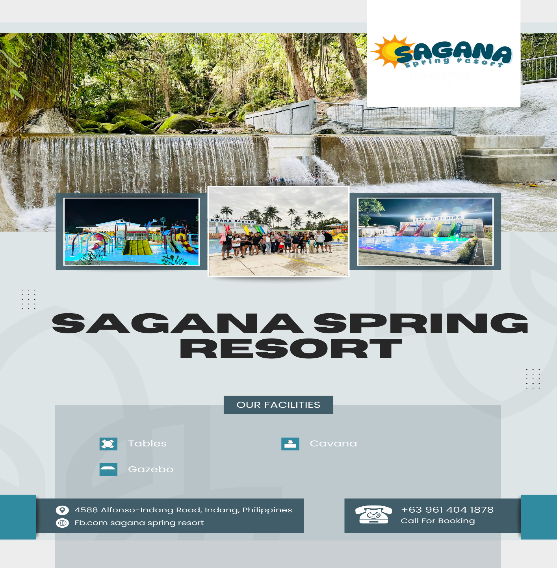 SAGANA
spring resort
SAGANA SPRING
RESORT
OUR FACILITIES
Tables
Cavana
Gazebo
4588 Alfonso-Indang Road, Indang, Philippines
Fb.com sagana spring resort
+63 961 404 1878
Call For Booking